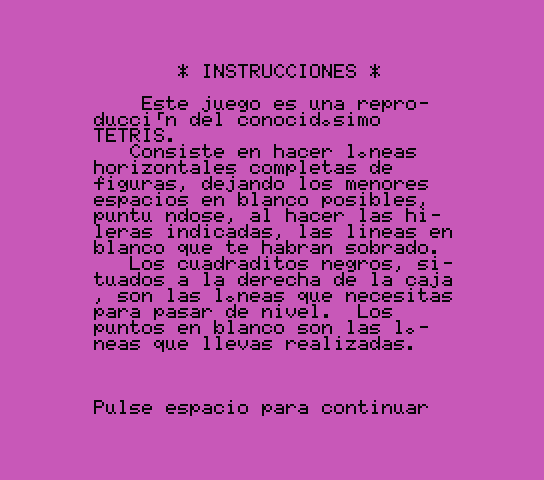 * INSTRUCCIONES *
Este juego es una repro-
ducci┌n del conocid｡simo
TETRIS.
Consiste en hacer l｡neas
horizontales completas de
figuras, dejando los menores
espacios en blanco posibles,
puntu ndose, al hacer las hi-
leras indicadas, las lineas en
blanco que te habran sobrado.
Los cuadraditos negros, si-
tuados a la derecha de la caja
, son las l｡neas que necesitas
para pasar de nivel.  Los
puntos en blanco son las l｡-
neas que llevas realizadas.
Pulse espacio para continuar